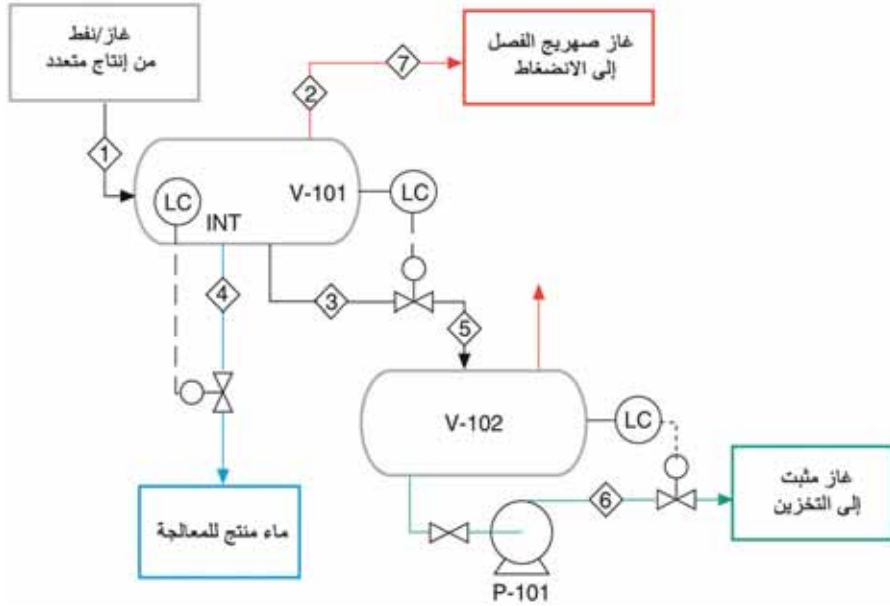 غاز/نفط
من إنتاج متعدد
غاز صهريج الفصل
إلى الانضغاط
7
2
1
LC
INT
V-101
LC
4
3
5
V-102
LC
6
غاز مثبت
إلى التخزين
ماء منتج للمعالجة
P-101